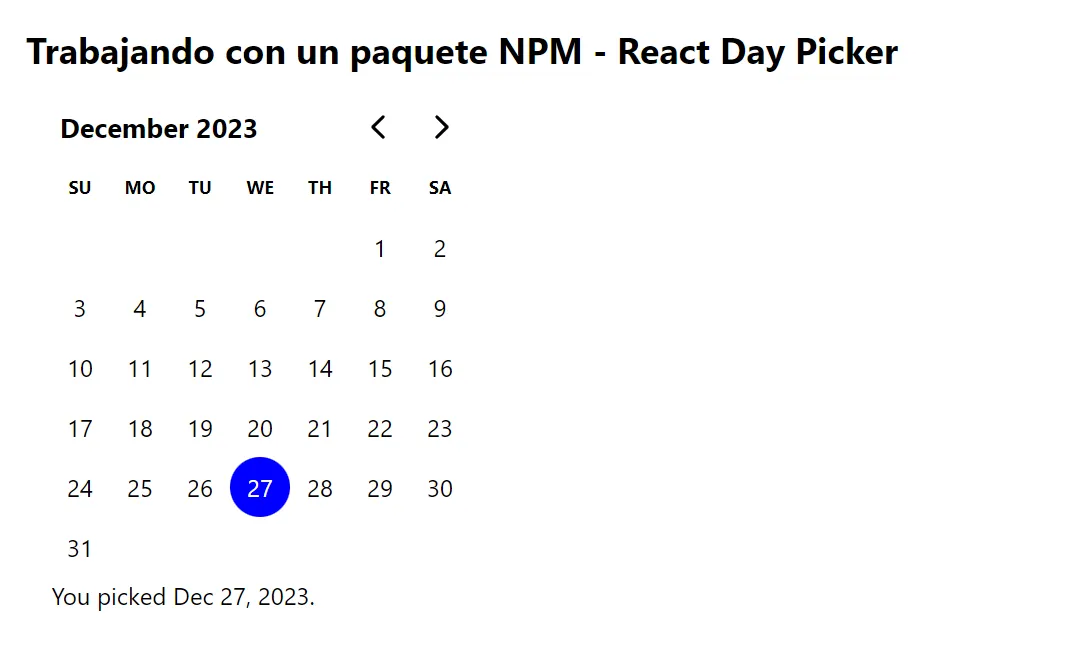 Trabajando con un paquete NPM - React Day Picker
December 2023
SU MO TU WE TH FR SA
1 2
3 4 5 6 7 8 9
10 11 12 13 14 15 16
17 18 19 20 21 22 23
24 25 26 27 28 29 30
31
You picked Dec 27, 2023.